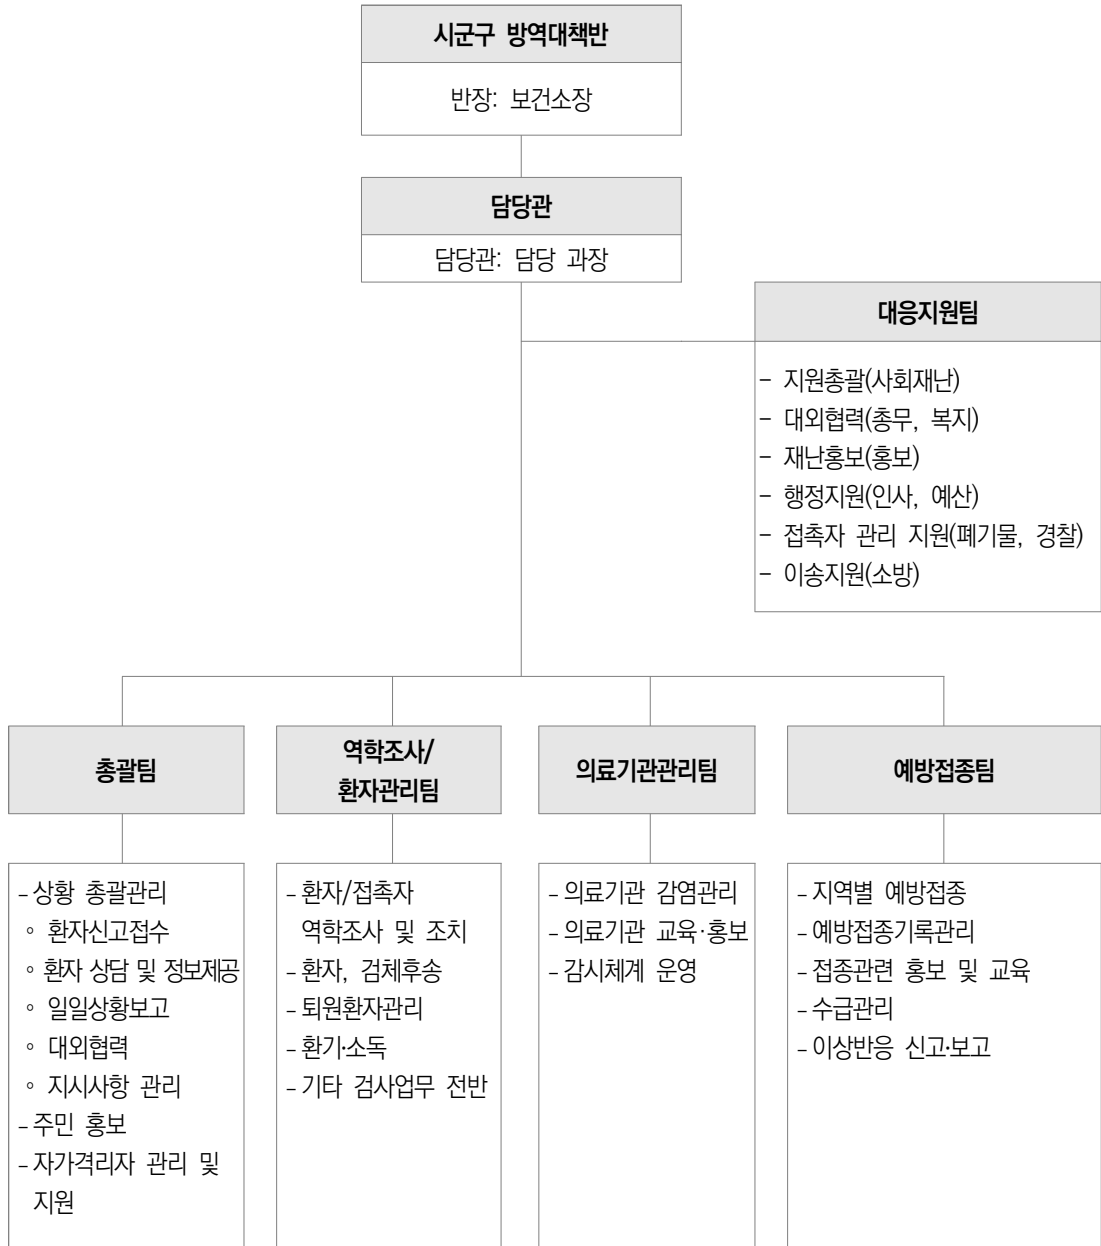 시군구 방역대책반
반장: 보건소장
담당관
담당관: 담당 과장
대응지원팀
- 지원총괄(사회재난)
- 대외협력(총무, 복지)
- 재난홍보(홍보)
- 행정지원(인사, 예산)
- 접촉자 관리 지원(폐기물, 경찰)
- 이송지원(소방)
총괄팀
- 상황 총괄관리
◦ 환자신고접수
◦ 환자 상담 및 정보제공
◦ 일일상황보고
◦ 대외협력
◦ 지시사항 관리
- 주민 홍보
- 자가격리자 관리 및
지원
역학조사/
환자관리팀
- 환자/접촉자
역학조사 및 조치
- 환자, 검체후송
- 퇴원환자관리
- 환기·소독
- 기타 검사업무 전반
의료기관관리팀
- 의료기관 감염관리
- 의료기관 교육·홍보
- 감시체계 운영
예방접종팀
- 지역별 예방접종
- 예방접종기록관리
- 접종관련 홍보 및 교육
- 수급관리
- 이상반응 신고·보고